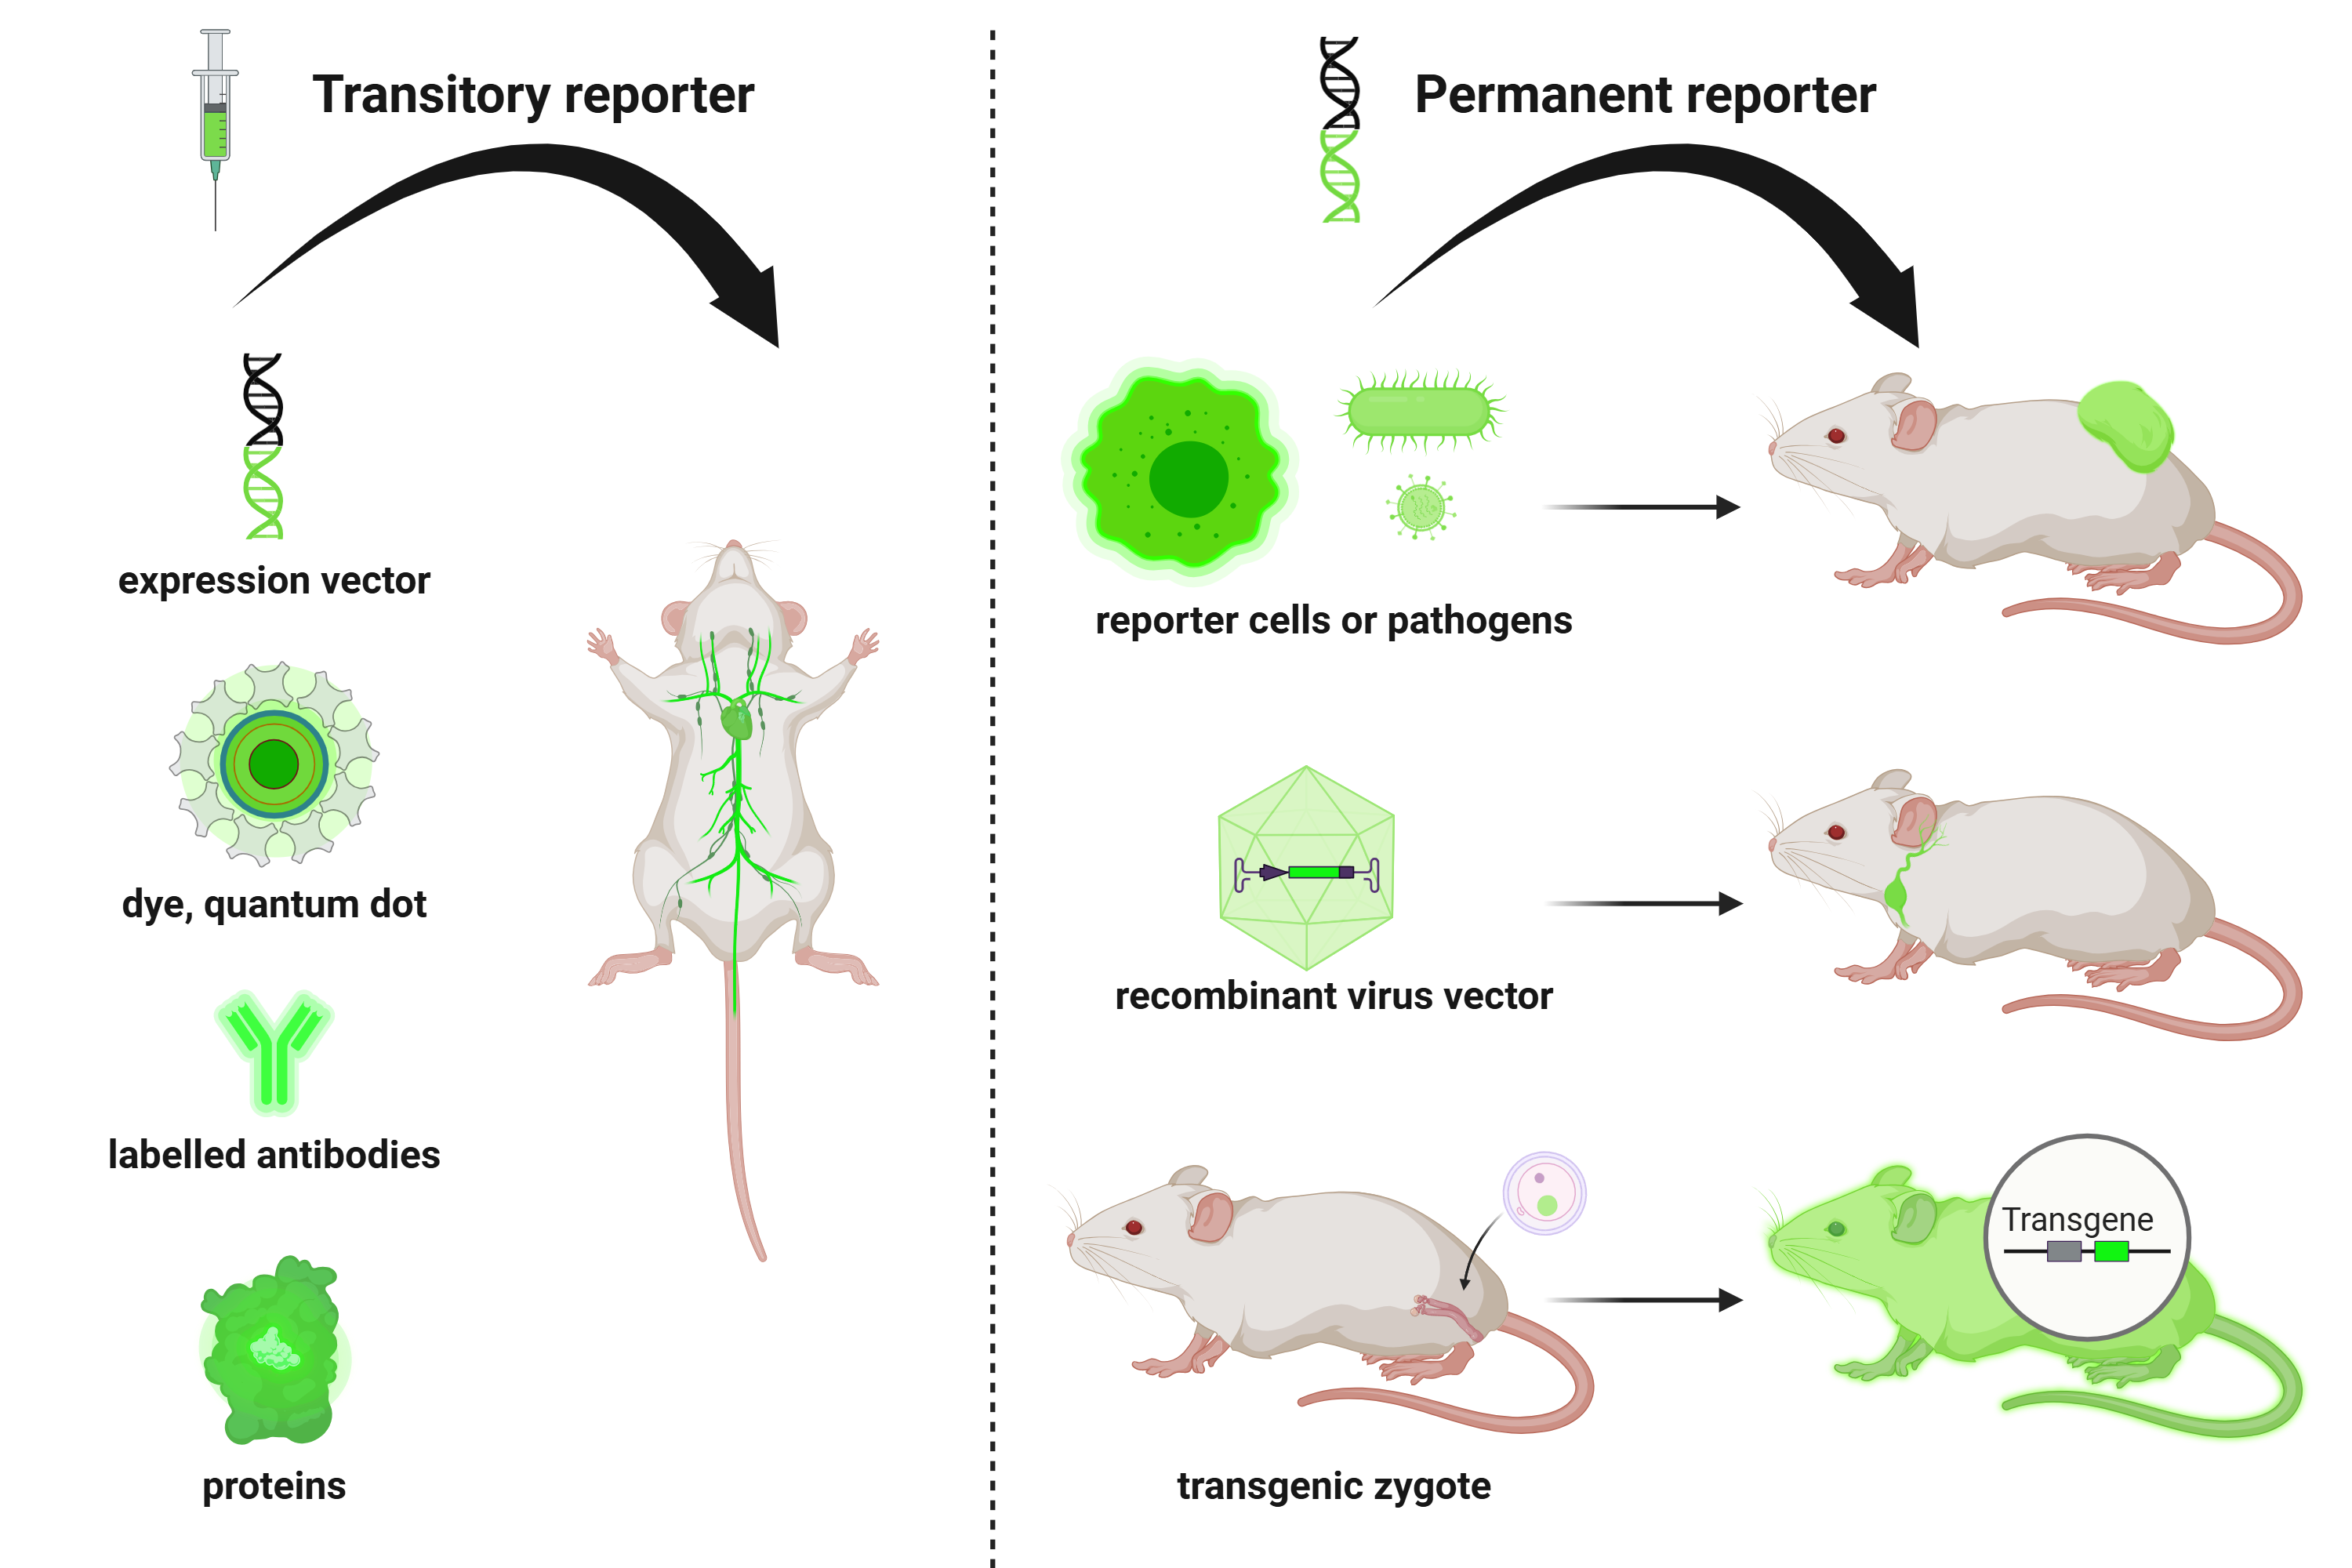 Transitory reporter
expression vector
dye, quantum dot
labelled antibodies
proteins
Permanent reporter
reporter cells or pathogens
recombinant virus vector
Transgene
transgenic zygote